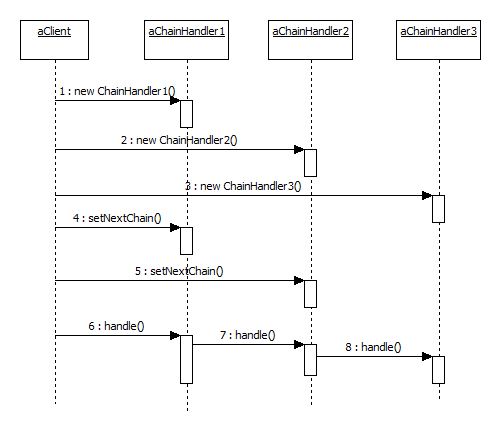 aClient aChainHandler1 aChainHandler2 aChainHandler3
1 : new ChainHandler1()
2 : new ChainHandler2()
3 : new ChainHandler3()
4 : setNextChain()
5 : setNextChain()
6 : handle()
7 : handle()
8 : handle()